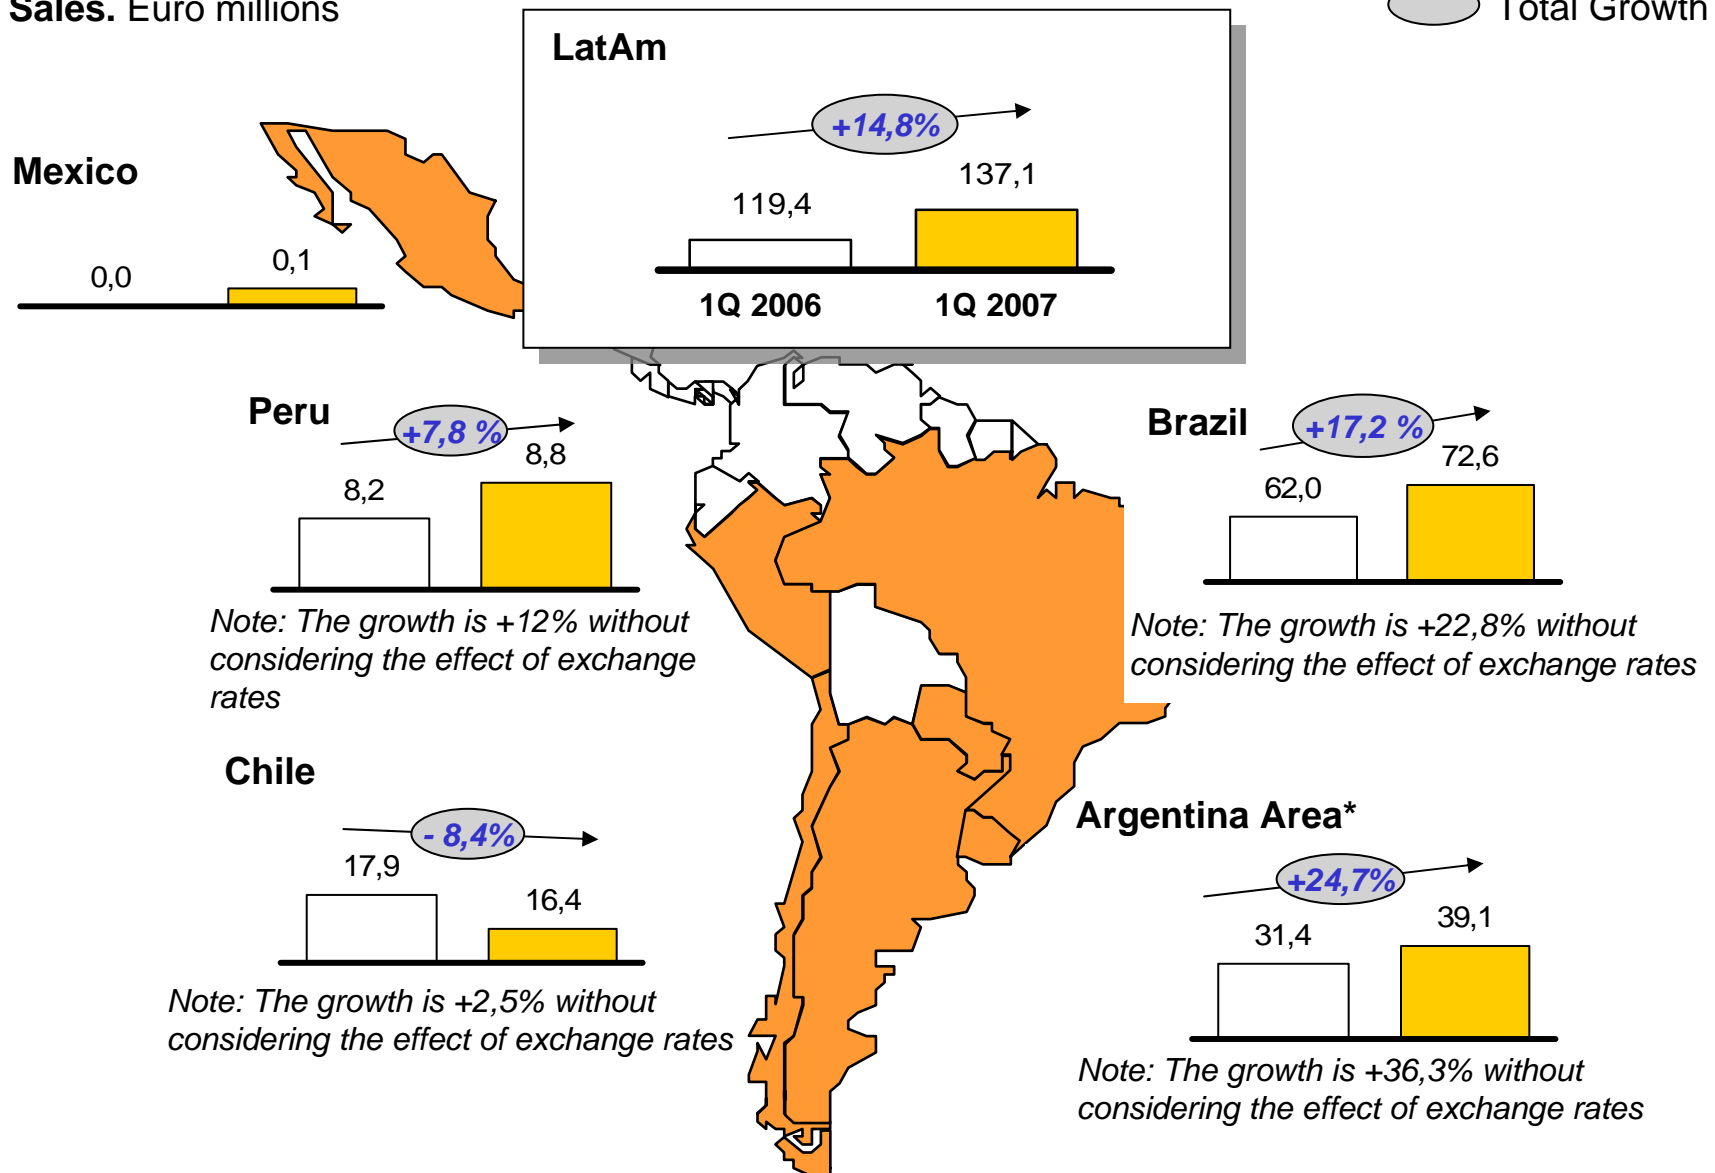 Sales. Euro millions
Total Growth
LatAm
+14,8%
119,4
137,1
1Q 2006
1Q 2007
Mexico
0,0
0,1
Peru
+7,8 %
8,2
8,8
Note: The growth is +12% without
considering the effect of exchange
rates
Brazil
+17,2 %
62,0
72,6
Note: The growth is +22,8% without
considering the effect of exchange rates
Chile
- 8,4%
17,9
16,4
Note: The growth is +2,5% without
considering the effect of exchange rates
Argentina Area*
+24,7%
31,4
39,1
Note: The growth is +36,3% without
considering the effect of exchange rates